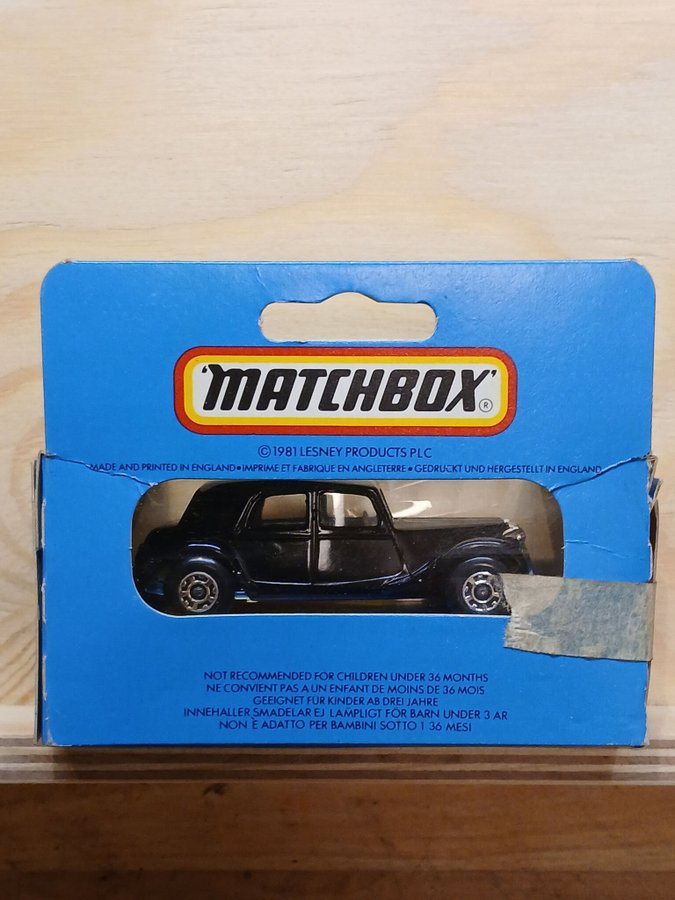 'MATCHBOX'®
©1981 LESNEY PRODUCTS PLC
MADE AND PRINTED IN ENGLAND•IMPRIME ET FABRIQUE EN ANGLETERRE•GEDRUCKT UND HERGESTELLT IN ENGLAND
NOT RECOMMENDED FOR CHILDREN UNDER 36 MONTHS
NE CONVIENT PAS A UN ENFANT DE MOINS DE 36 MOIS
GEEIGNET FÜR KINDER AB DREI JAHRE
INNEHALLER SMADELAR EJ LAMPLIGT FÖR BARN UNDER 3 AR
NON E ADATTO PER BAMBINI SOTTO 1 36 MESI